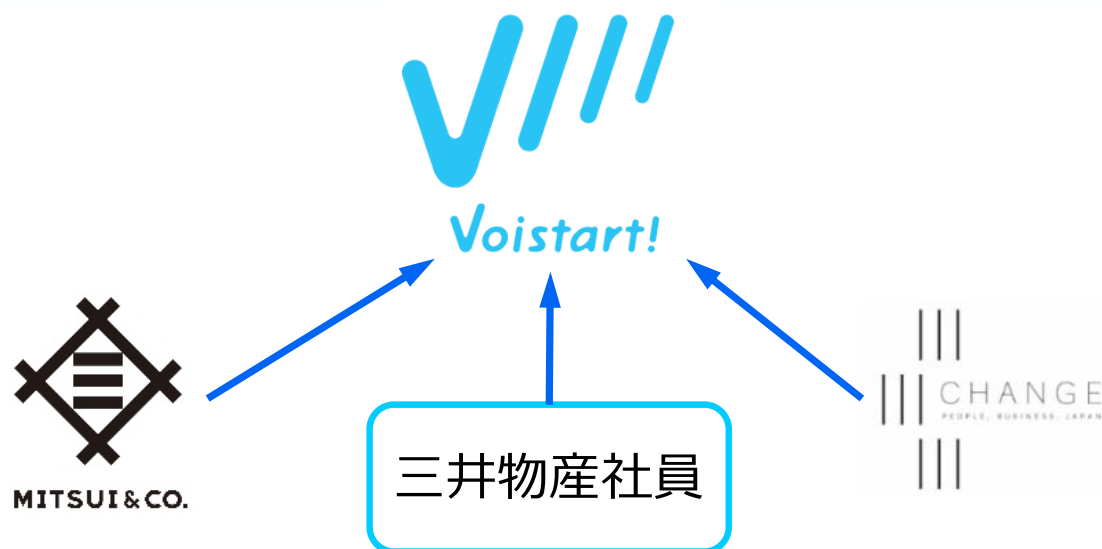 Voistart!
MITSUI & CO.
三井物産社員
CHANGE
PEOPLE, BUSINESS, JAPAN